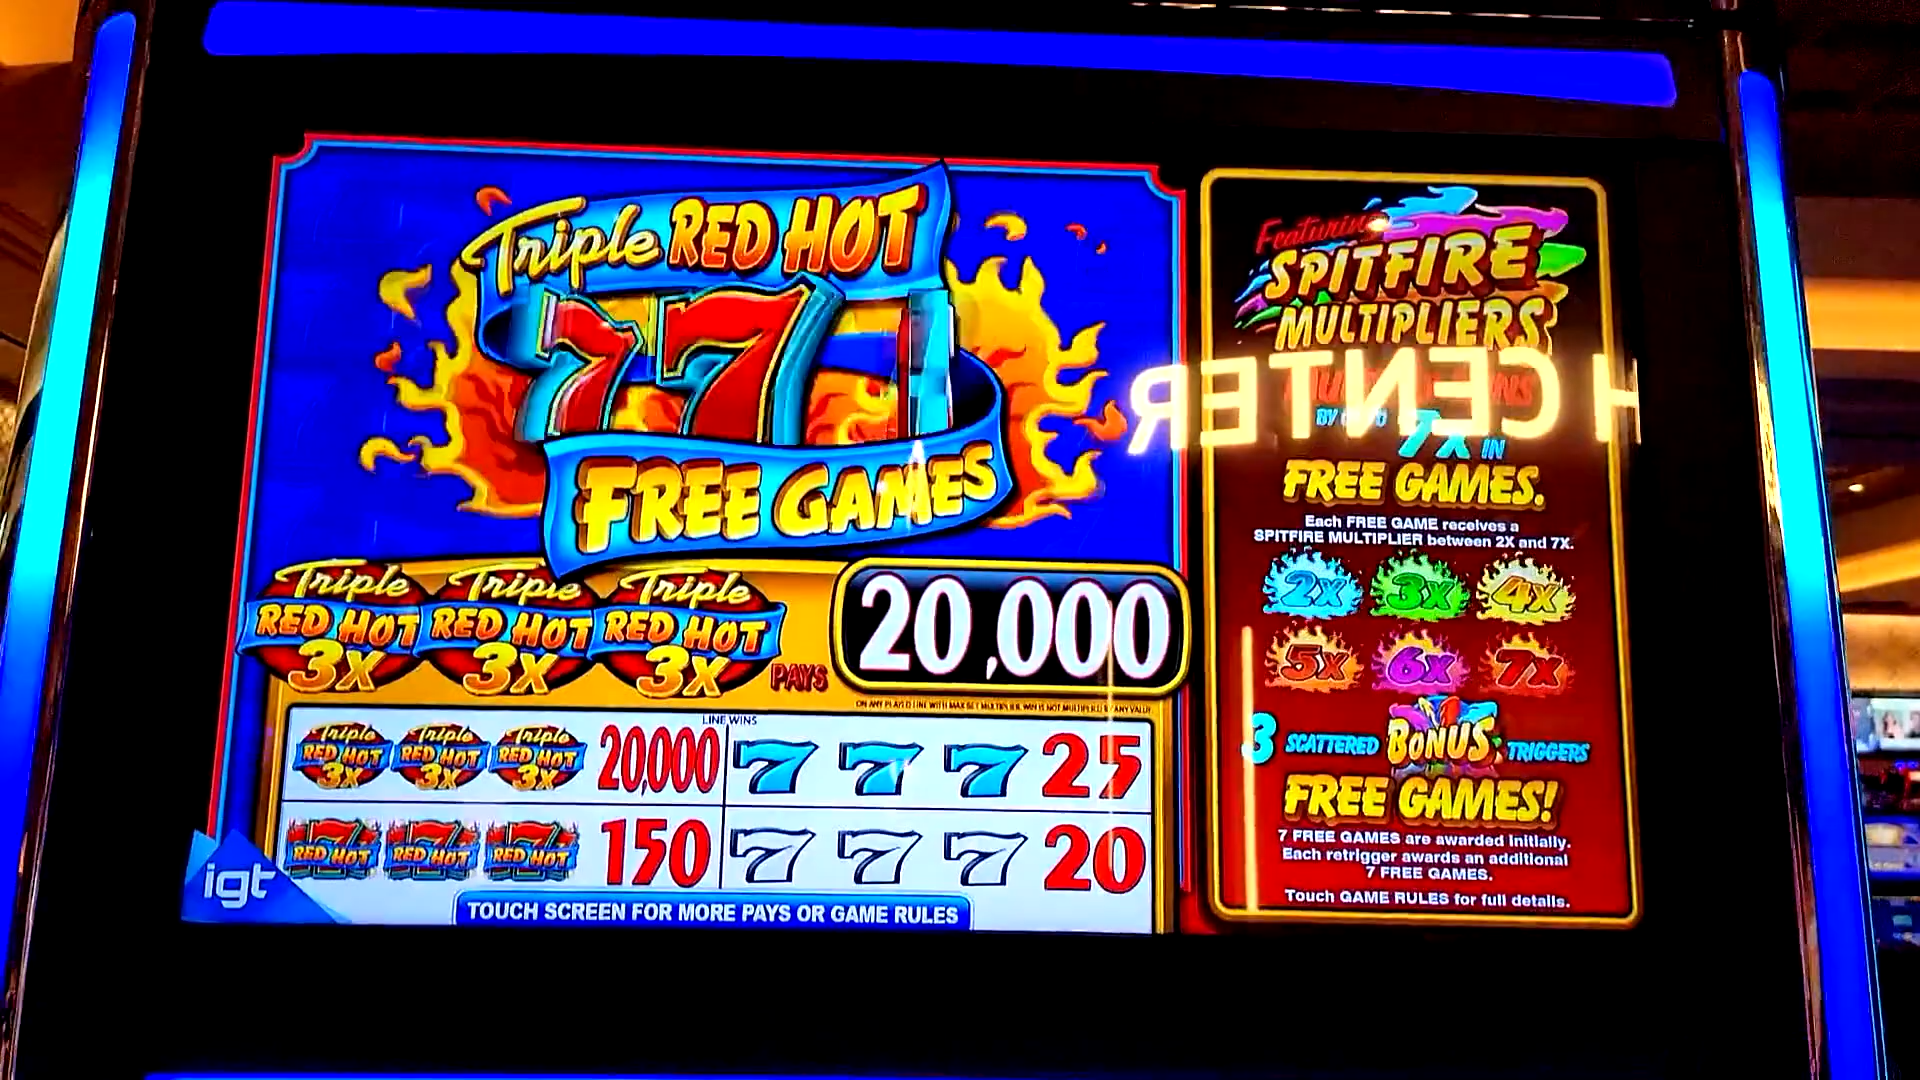 Triple RED HOT
777
FREE GAMES
Triple RED HOT 3X Triple RED HOT 3X Triple RED HOT 3X PAYS 20,000
LINE WINS
Triple RED HOT 3X Triple RED HOT 3X Triple RED HOT 3X 20,000
7 7 7 25
7 RED HOT 7 RED HOT 7 RED HOT 150
7 7 7 20
igt
TOUCH SCREEN FOR MORE PAYS OR GAME RULES
Featuring
SPITFIRE
MULTIPLIERS
H CENTER
BY 7X IN
FREE GAMES.
Each FREE GAME receives a
SPITFIRE MULTIPLIER between 2X and 7X.
2X 3X 4X
5X 6X 7X
3 SCATTERED BONUS TRIGGERS
FREE GAMES!
7 FREE GAMES are awarded initially.
Each retrigger awards an additional
7 FREE GAMES.
Touch GAME RULES for full details.